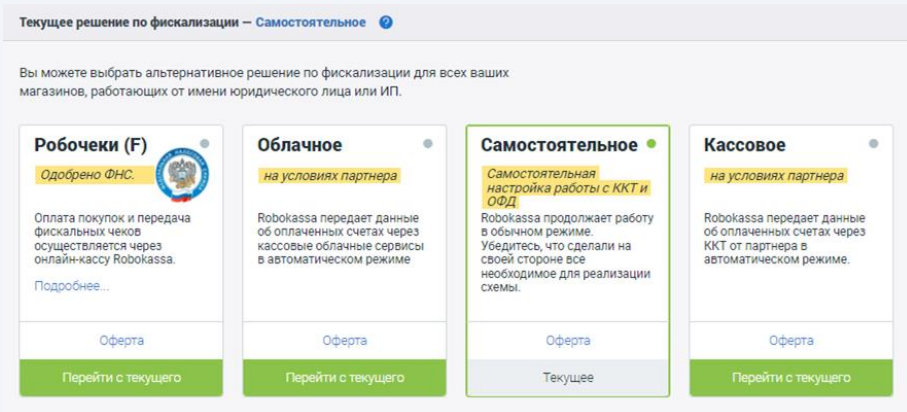 Текущее решение по фискализации — Самостоятельное ?
Вы можете выбрать альтернативное решение по фискализации для всех ваших
магазинов, работающих от имени юридического лица или ИП.
Робочеки (F)
Одобрено ФНС.
Оплата покупок и передача
фискальных чеков
осуществляется через
онлайн-кассу Robokassa.
Подробнее...
Оферта
Перейти с текущего
Облачное
на условиях партнера
Robokassa передает данные
об оплаченных счетах через
кассовые облачные сервисы
в автоматическом режиме
Оферта
Перейти с текущего
Самостоятельное
Самостоятельная
настройка работы с ККТ и
ОФД
Robokassa продолжает работу
в обычном режиме.
Убедитесь, что сделали на
своей стороне все
необходимое для реализации
схемы.
Оферта
Текущее
Кассовое
на условиях партнера
Robokassa передает данные
об оплаченных счетах через
ККТ от партнера в
автоматическом режиме.
Оферта
Перейти с текущего